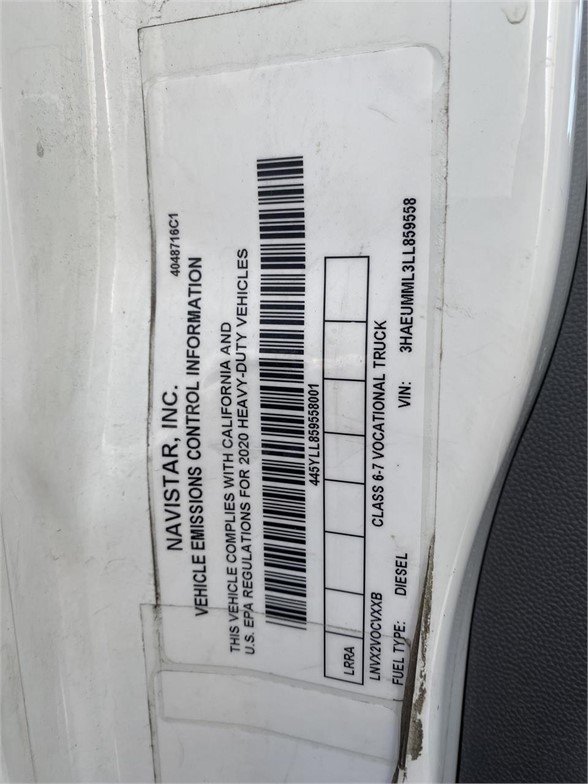 4048716C1
NAVISTAR, INC.
VEHICLE EMISSIONS CONTROL INFORMATION
THIS VEHICLE COMPLIES WITH CALIFORNIA AND
U.S. EPA REGULATIONS FOR 2020 HEAVY-DUTY VEHICLES
445YLL859558001
LRRA
LNVX2VOCVXXB CLASS 6-7 VOCATIONAL TRUCK
FUEL TYPE: DIESEL VIN: 3HAEUMML3LL859558